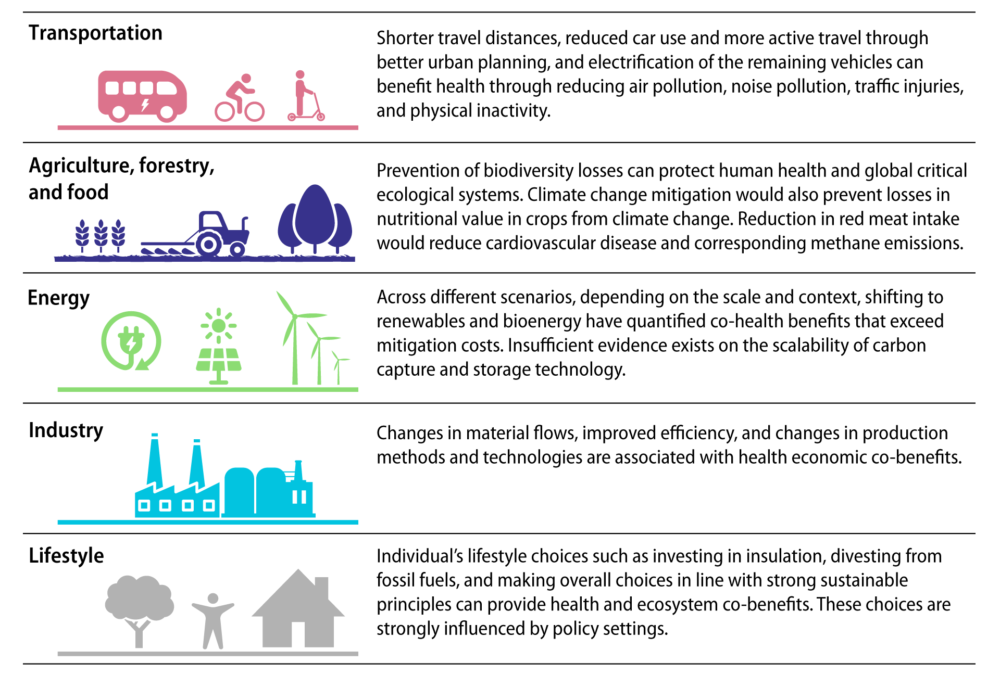 Transportation
Shorter travel distances, reduced car use and more active travel through
better urban planning, and electrification of the remaining vehicles can
benefit health through reducing air pollution, noise pollution, traffic injuries,
and physical inactivity.
Agriculture, forestry,
and food
Prevention of biodiversity losses can protect human health and global critical
ecological systems. Climate change mitigation would also prevent losses in
nutritional value in crops from climate change. Reduction in red meat intake
would reduce cardiovascular disease and corresponding methane emissions.
Energy
Across different scenarios, depending on the scale and context, shifting to
renewables and bioenergy have quantified co-health benefits that exceed
mitigation costs. Insufficient evidence exists on the scalability of carbon
capture and storage technology.
Industry
Changes in material flows, improved efficiency, and changes in production
methods and technologies are associated with health economic co-benefits.
Lifestyle
Individual’s lifestyle choices such as investing in insulation, divesting from
fossil fuels, and making overall choices in line with strong sustainable
principles can provide health and ecosystem co-benefits. These choices are
strongly influenced by policy settings.